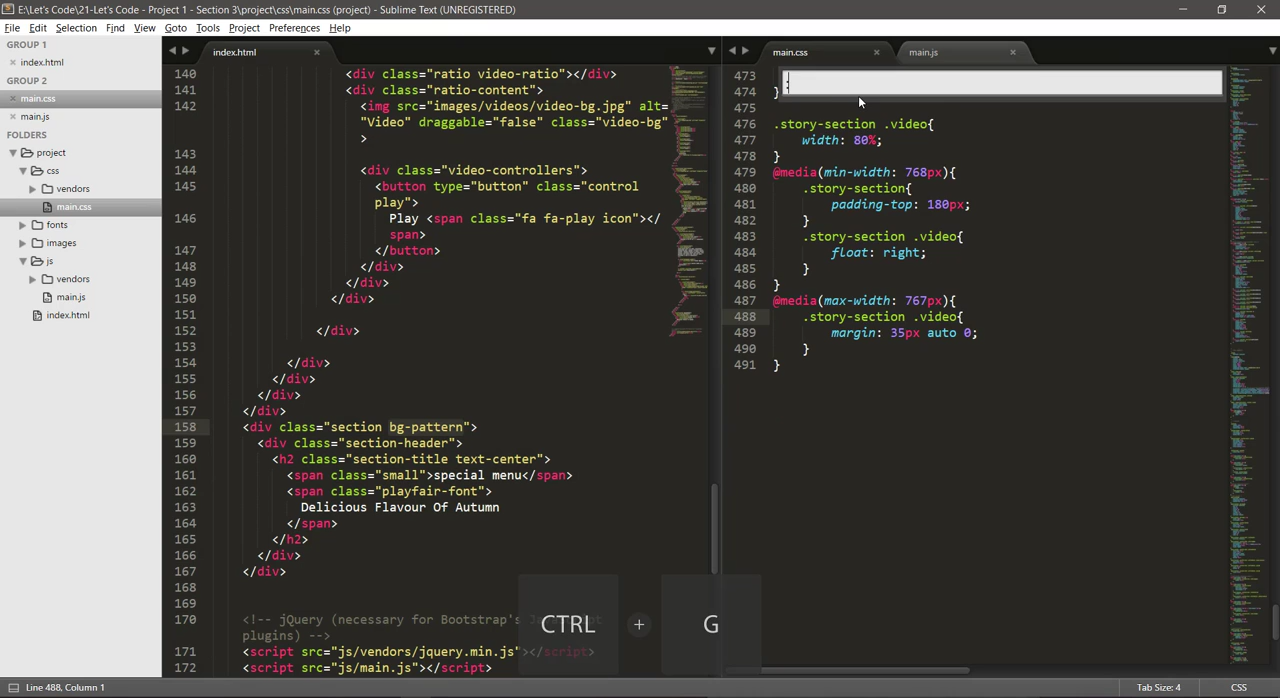 E:\Let's Code\21-Let's Code - Project 1 - Section 3\project\css\main.css (project) - Sublime Text (UNREGISTERED)
File Edit Selection Find View Goto Tools Project Preferences Help
GROUP 1
index.html
GROUP 2
main.css
main.js
FOLDERS
project
css
vendors
main.css
fonts
images
js
vendors
main.js
index.html
index.html
140 <div class="ratio video-ratio"></div>
141 <div class="ratio-content">
142 <img src="images/videos/video-bg.jpg" alt=
"Video" draggable="false" class="video-bg"
>
143
144 <div class="video-controllers">
145 <button type="button" class="control
play">
146 Play <span class="fa fa-play icon"></
span>
147 </button>
148 </div>
149 </div>
150 </div>
151
152 </div>
153
154 </div>
155 </div>
156 </div>
157 </div>
158 <div class="section bg-pattern">
159 <div class="section-header">
160 <h2 class="section-title text-center">
161 <span class="small">special menu</span>
162 <span class="playfair-font">
163 Delicious Flavour Of Autumn
164 </span>
165 </h2>
166 </div>
167 </div>
168
169
170 <!-- jQuery (necessary for Bootstrap's
plugins) -->
171 <script src="js/vendors/jquery.min.js"></script>
172 <script src="js/main.js"></script>
main.css main.js
:
473
474 }
475
476 .story-section .video{
477 width: 80%;
478 }
479 @media(min-width: 768px){
480 .story-section{
481 padding-top: 180px;
482 }
483 .story-section .video{
484 float: right;
485 }
486 }
487 @media(max-width: 767px){
488 .story-section .video{
489 margin: 35px auto 0;
490 }
491 }
CTRL + G
Line 488, Column 1
Tab Size: 4 CSS